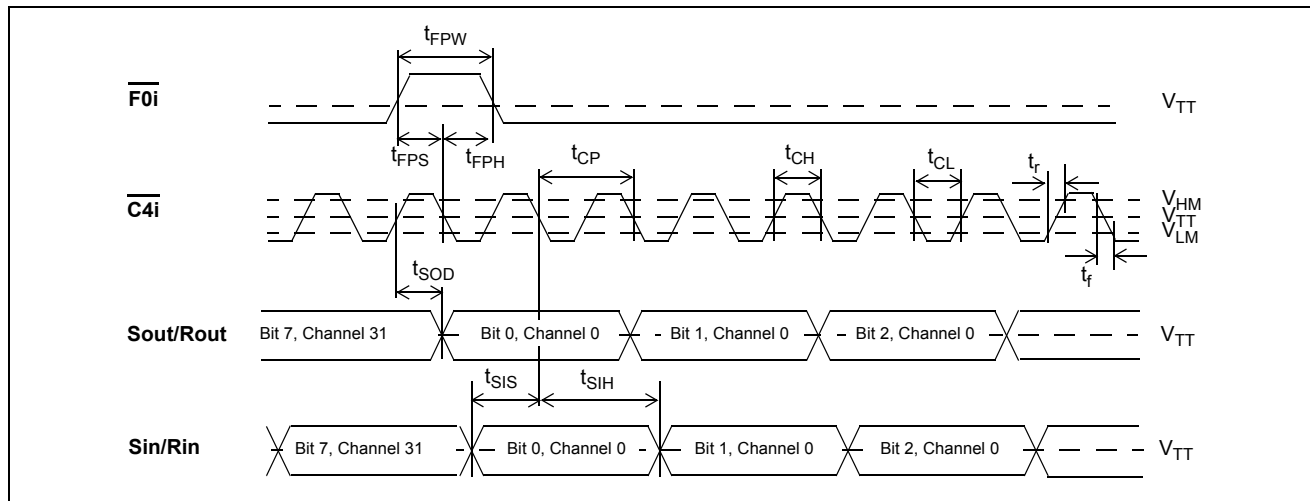 tFPW
F0i
VTT
tFPS
tFPH
tCP
tCH
tCL
tr
C4i
VHM
VTT
VLM
tSOD
tf
Sout/Rout
Bit 7, Channel 31
Bit 0, Channel 0
Bit 1, Channel 0
Bit 2, Channel 0
VTT
tSIS
tSIH
Sin/Rin
Bit 7, Channel 31
Bit 0, Channel 0
Bit 1, Channel 0
Bit 2, Channel 0
VTT